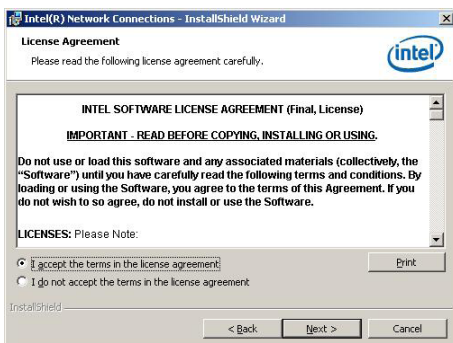 Intel(R) Network Connections - InstallShield Wizard
License Agreement
Please read the following license agreement carefully.
intel
INTEL SOFTWARE LICENSE AGREEMENT (Final, License)
IMPORTANT - READ BEFORE COPYING, INSTALLING OR USING.
Do not use or load this software and any associated materials (collectively, the
“Software”) until you have carefully read the following terms and conditions. By
loading or using the Software, you agree to the terms of this Agreement. If you
do not wish to so agree, do not install or use the Software.
LICENSES: Please Note:
I accept the terms in the license agreement
Print
I do not accept the terms in the license agreement
InstallShield
< Back
Next >
Cancel